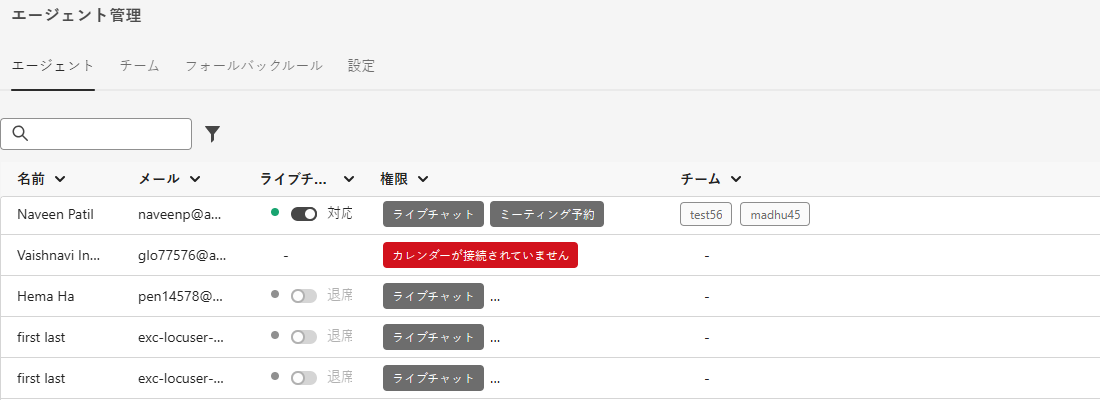 エージェント管理
エージェント チーム フォールバックルール 設定
名前 メール ライブチ... 権限 チーム
Naveen Patil naveenp@a... 対応 ライブチャット ミーティング予約 test56 madhu45
Vaishnavi In... glo77576@a... - カレンダーが接続されていません -
Hema Ha pen14578@... 退席 ライブチャット ... -
first last exc-locuser-... 退席 ライブチャット ... -
first last exc-locuser-... 退席 ライブチャット ... -